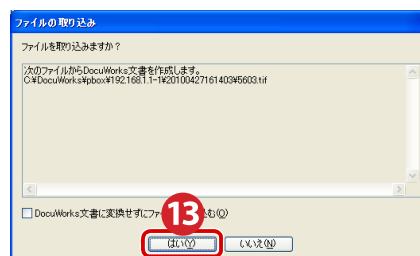 ファイルの取り込み
ファイルを取り込みますか？
次のファイルからDocuWorks文書を作成します。
C:¥DocuWorks¥pbox¥192.168.1.1-1¥20100427161403¥5603.tif
DocuWorks文書に変換せずにファ
込む(Q)
13
はい(Y)
いいえ(N)